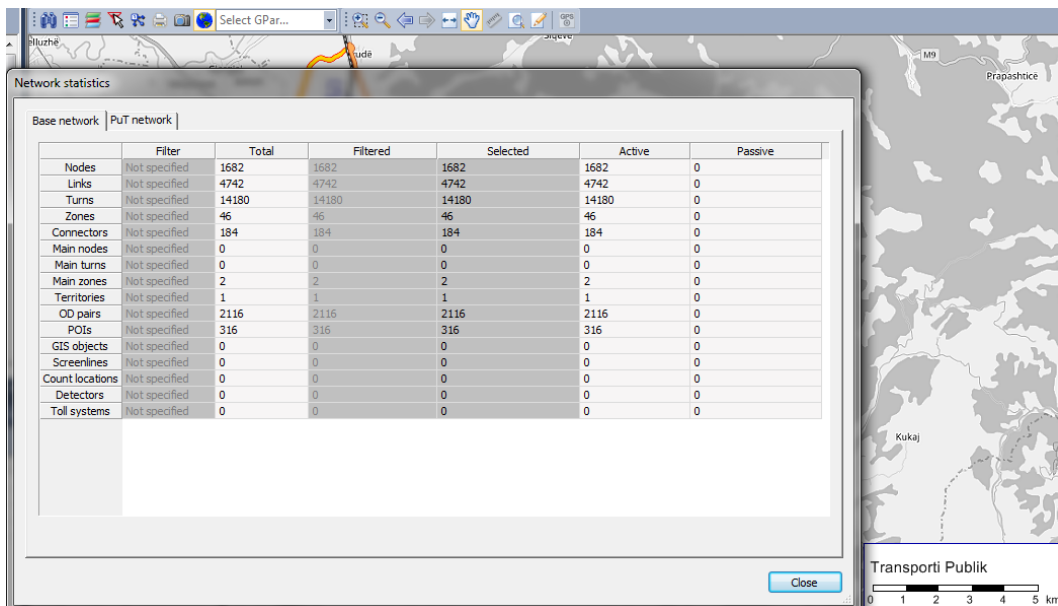 Select GPar...
GPS
elluzhë
udë
M9
Prapashticë
Network statistics
Base network PuT network
Filter Total Filtered Selected Active Passive
Nodes Not specified 1682 1682 1682 1682 0
Links Not specified 4742 4742 4742 4742 0
Turns Not specified 14180 14180 14180 14180 0
Zones Not specified 46 46 46 46 0
Connectors Not specified 184 184 184 184 0
Main nodes Not specified 0 0 0 0 0
Main turns Not specified 0 0 0 0 0
Main zones Not specified 2 2 2 2 0
Territories Not specified 1 1 1 1 0
OD pairs Not specified 2116 2116 2116 2116 0
POIs Not specified 316 316 316 316 0
GIS objects Not specified 0 0 0 0 0
Screenlines Not specified 0 0 0 0 0
Count locations Not specified 0 0 0 0 0
Detectors Not specified 0 0 0 0 0
Toll systems Not specified 0 0 0 0 0
Kukaj
Close
Transporti Publik
0 1 2 3 4 5 km